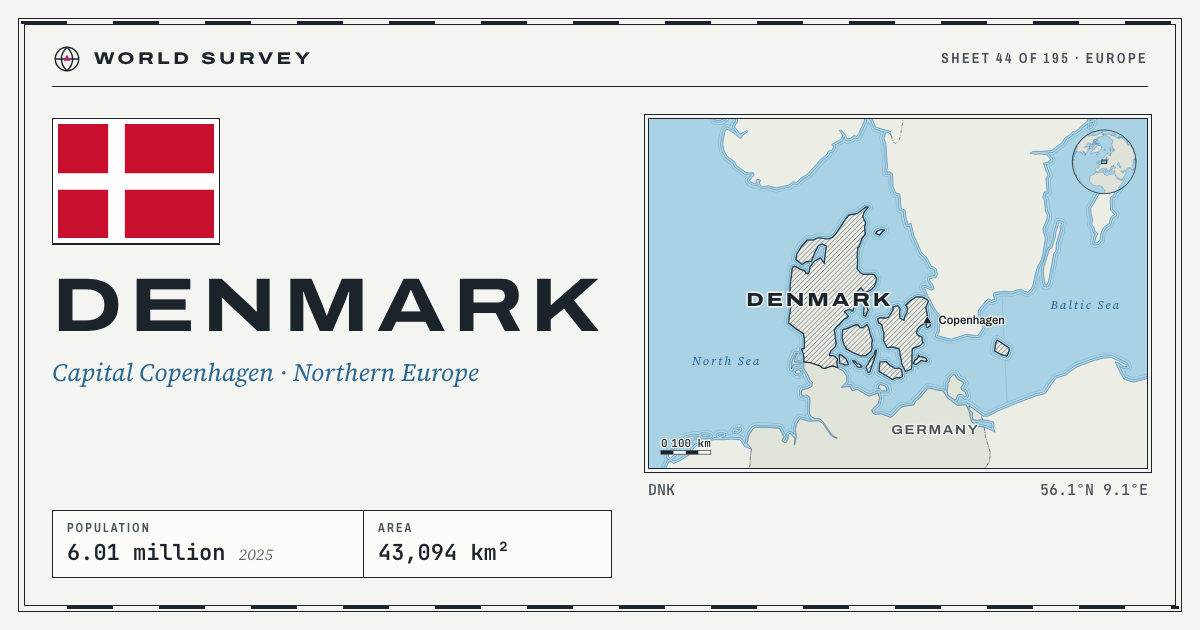 WORLD SURVEY
SHEET 44 OF 195 · EUROPE
DENMARK
Capital Copenhagen · Northern Europe
POPULATION
6.01 million 2025
AREA
43,094 km²
DENMARK
Copenhagen
Baltic Sea
North Sea
GERMANY
0 100 km
DNK
56.1°N 9.1°E